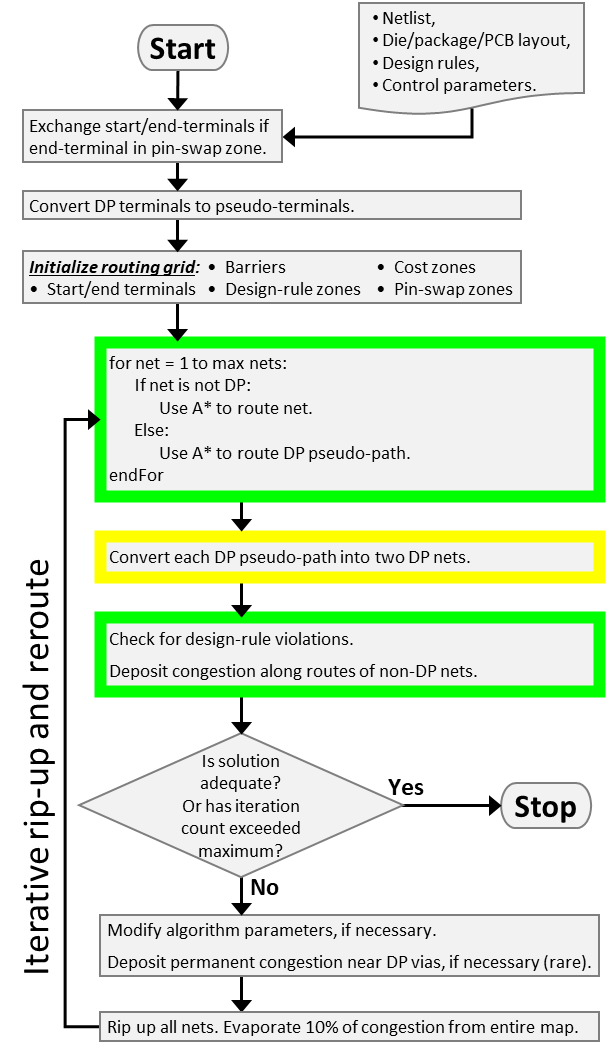 Start
• Netlist,
• Die/package/PCB layout,
• Design rules,
• Control parameters.
Exchange start/end-terminals if
end-terminal in pin-swap zone.
Convert DP terminals to pseudo-terminals.
Initialize routing grid: • Barriers • Cost zones
• Start/end terminals • Design-rule zones • Pin-swap zones
for net = 1 to max nets:
If net is not DP:
Use A* to route net.
Else:
Use A* to route DP pseudo-path.
endFor
Convert each DP pseudo-path into two DP nets.
Check for design-rule violations.
Deposit congestion along routes of non-DP nets.
Is solution
adequate?
Or has iteration
count exceeded
maximum?
Yes
Stop
No
Modify algorithm parameters, if necessary.
Deposit permanent congestion near DP vias, if necessary (rare).
Rip up all nets. Evaporate 10% of congestion from entire map.
Iterative rip-up and reroute